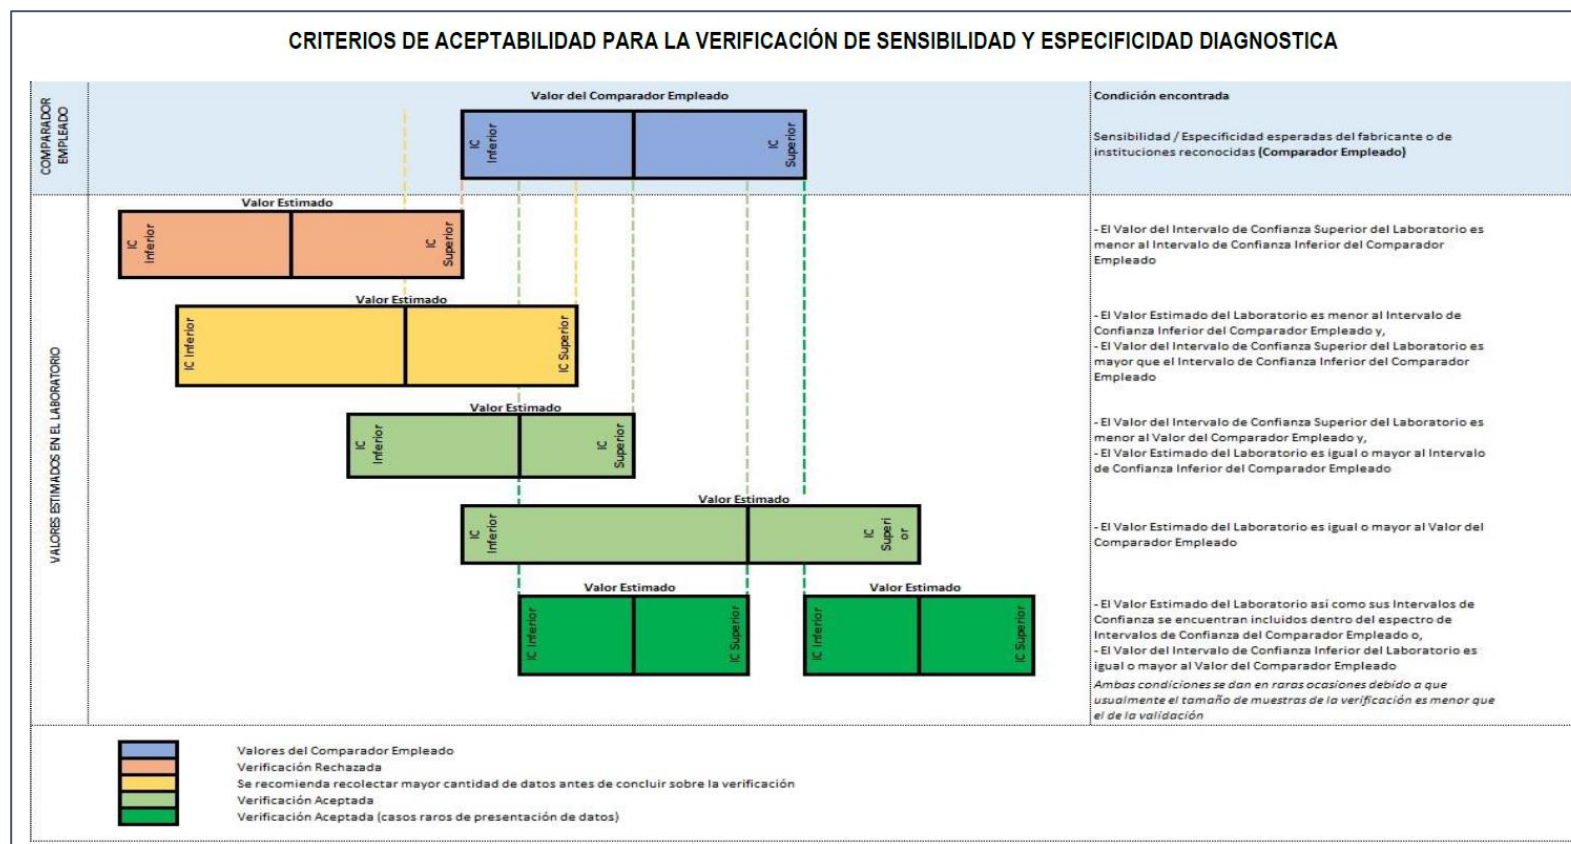 CRITERIOS DE ACEPTABILIDAD PARA LA VERIFICACIÓN DE SENSIBILIDAD Y ESPECIFICIDAD DIAGNOSTICA
COMPARADOR
EMPLEADO
Valor del Comparador Empleado
IC
Inferior
IC
Superior
Condición encontrada
Sensibilidad / Especificidad esperadas del fabricante o de
instituciones reconocidas (Comparador Empleado)
VALORES ESTIMADOS EN EL LABORATORIO
Valor Estimado
IC
Inferior
IC
Superior
- El Valor del Intervalo de Confianza Superior del Laboratorio es
menor al Intervalo de Confianza Inferior del Comparador
Empleado
Valor Estimado
IC Inferior
IC Superior
- El Valor Estimado del Laboratorio es menor al Intervalo de
Confianza Inferior del Comparador Empleado y,
- El Valor del Intervalo de Confianza Superior del Laboratorio es
mayor que el Intervalo de Confianza Inferior del Comparador
Empleado
Valor Estimado
IC
Inferior
IC
Superior
- El Valor del Intervalo de Confianza Superior del Laboratorio es
menor al Valor del Comparador Empleado y,
- El Valor Estimado del Laboratorio es igual o mayor al Intervalo
de Confianza Inferior del Comparador Empleado
Valor Estimado
IC
Inferior
IC
Superi
or
- El Valor Estimado del Laboratorio es igual o mayor al Valor del
Comparador Empleado
Valor Estimado
IC Inferior
IC Superior
Valor Estimado
IC Inferior
IC Superior
- El Valor Estimado del Laboratorio así como sus Intervalos de
Confianza se encuentran incluidos dentro del espectro de
Intervalos de Confianza del Comparador Empleado o,
- El Valor del Intervalo de Confianza Inferior del Laboratorio es
igual o mayor al Valor del Comparador Empleado
Ambas condiciones se dan en raras ocasiones debido a que
usualmente el tamaño de muestras de la verificación es menor que
el de la validación
Valores del Comparador Empleado
Verificación Rechazada
Se recomienda recolectar mayor cantidad de datos antes de concluir sobre la verificación
Verificación Aceptada
Verificación Aceptada (casos raros de presentación de datos)